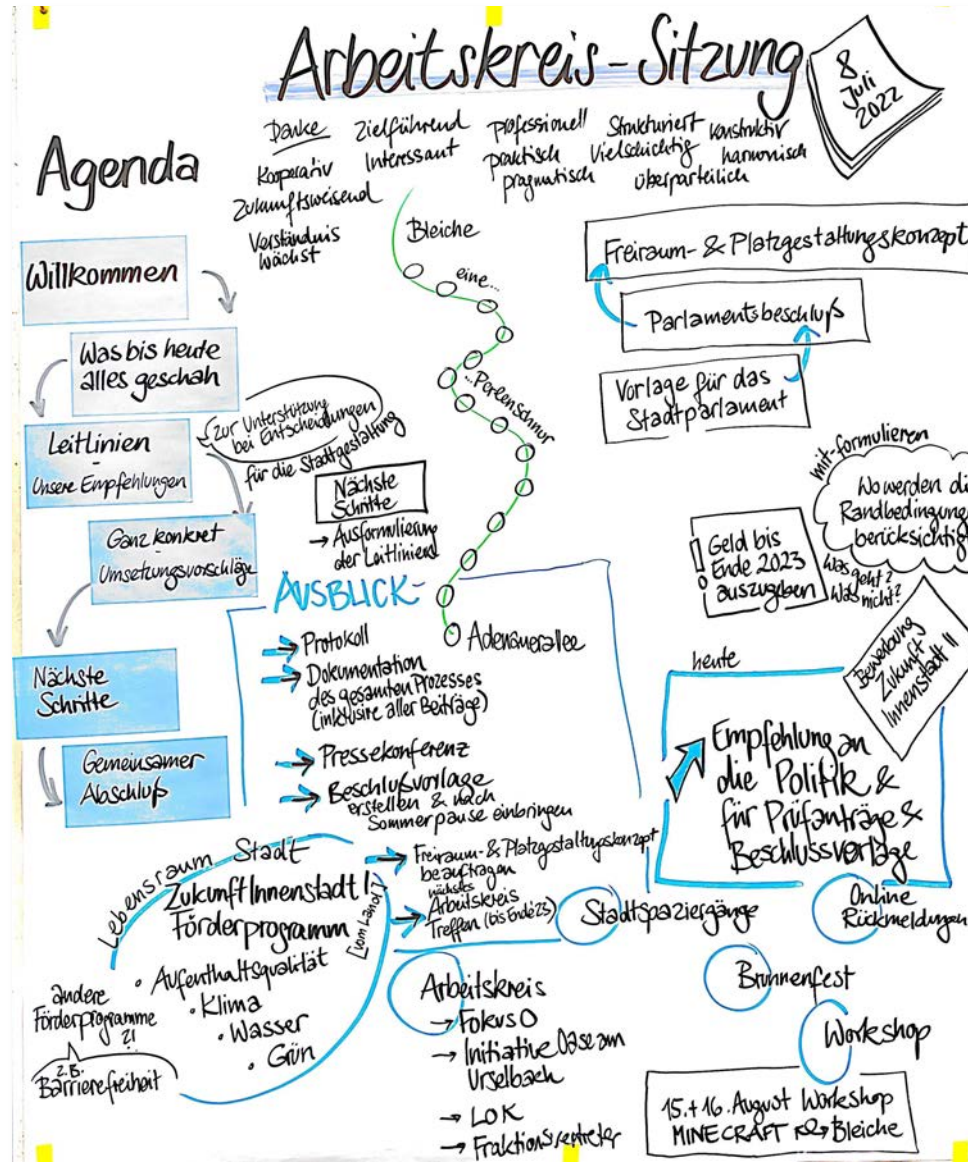 Arbeitskreis-Sitzung
8
Juli
2022
Danke
Zielführend
Professionell
Strukturiert
konstruktiv
Kooperativ
Interessant
praktisch
Vielschichtig
harmonisch
pragmatisch
überparteilich
Zukunftsweisend
Verständnis
wächst
Agenda
Willkommen
Was bis heute
alles geschah
Leitlinien
-
Unsere Empfehlungen
zur Unterstützung
bei Entscheidungen
für die Stadtgestaltung
Ganz konkret
Umsetzungsvorschläge
Nächste
Schritte
Gemeinsamer
Abschluß
Nächste
Schritte
→ Ausformulierung
der Leitlinien
Bleiche
eine...
...Perlenschnur
Adenauerallee
Freiraum- & Platzgestaltungskonzept
Parlamentsbeschluß
Vorlage für das
Stadtparlament
mit-formulieren
Wo werden di
Randbedingung
berücksichtig
Was geht?
Was nicht?
! Geld bis
Ende 2023
auszugeben
AUSBLICK-
→ Protokoll
→ Dokumentation
des gesamten Prozesses
(inklusive aller Beiträge)
→ Pressekonferenz
→ Beschlußvorlage
erstellen & nach
Sommerpause einbringen
→ Freiraum- & Platzgestaltungskonzept
beauftragen
nächstes
→ Arbeitskreis
Treffen (bis Ende 23)
heute
Bewerbung
Zukunft's
Innenstadt II
Empfehlung an
die Politik &
für Prüfanträge &
Beschlussvorlage
Lebensraum Stadt
Zukunft Innenstadt II
Förderprogramm
[vom Land]
• Aufenthaltsqualität
• Klima
• Wasser
• Grün
andere
Förderprogramme
?!
z.B.
Barrierefreiheit
Arbeitskreis
→ Fokus O
→ Initiative Oase am
Urselbach
→ LOK
→ Fraktionsvertreter
Stadtspaziergänge
Online
Rückmeldungen
Brunnenfest
Workshop
15.+16. August Workshop
MINECRAFT Bleiche